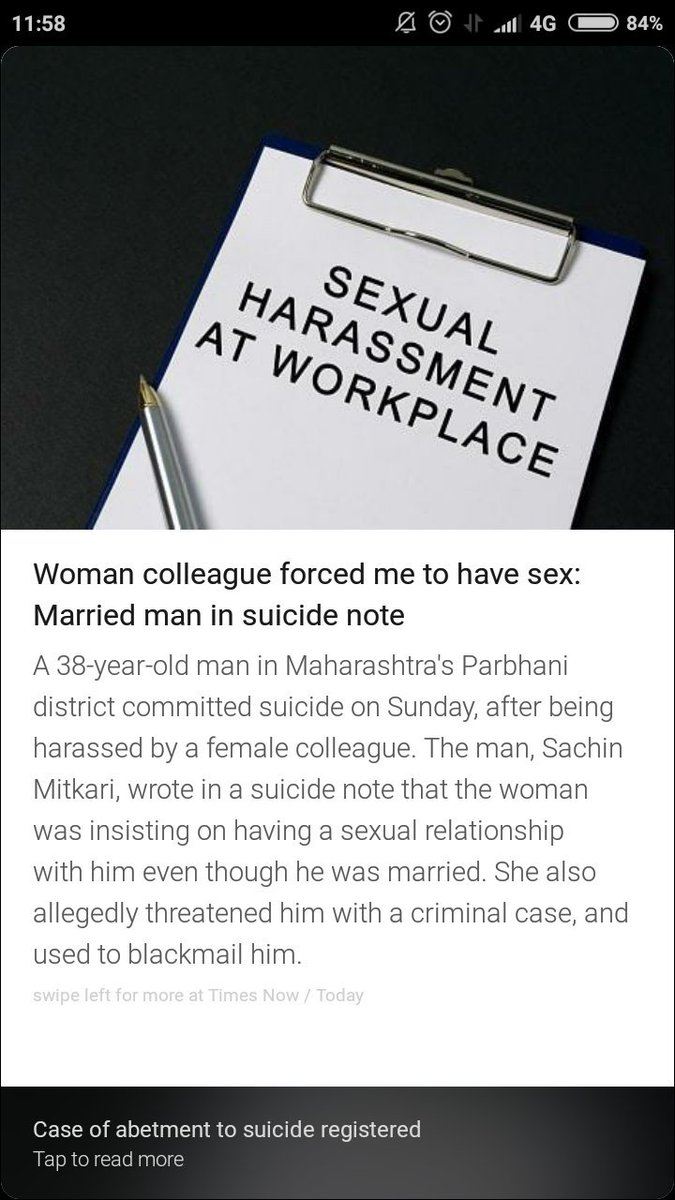 11:58
4G
84%
SEXUAL
HARASSMENT
AT WORKPLACE
Woman colleague forced me to have sex:
Married man in suicide note
A 38-year-old man in Maharashtra's Parbhani
district committed suicide on Sunday, after being
harassed by a female colleague. The man, Sachin
Mitkari, wrote in a suicide note that the woman
was insisting on having a sexual relationship
with him even though he was married. She also
allegedly threatened him with a criminal case, and
used to blackmail him.
swipe left for more at Times Now / Today
Case of abetment to suicide registered
Tap to read more